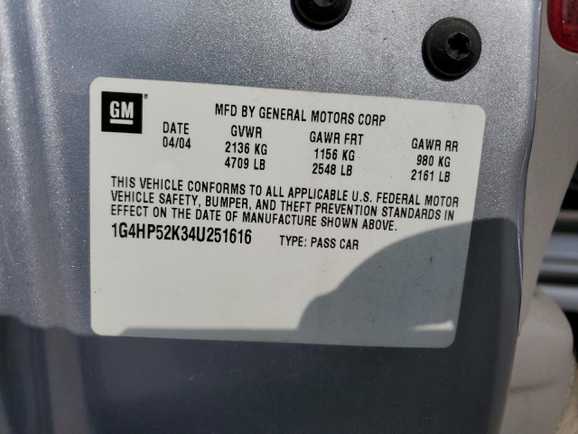 GM
MFD BY GENERAL MOTORS CORP
DATE GVWR GAWR FRT GAWR RR
04/04 2136 KG 1156 KG 980 KG
4709 LB 2548 LB 2161 LB
THIS VEHICLE CONFORMS TO ALL APPLICABLE U.S. FEDERAL MOTOR
VEHICLE SAFETY, BUMPER, AND THEFT PREVENTION STANDARDS IN
EFFECT ON THE DATE OF MANUFACTURE SHOWN ABOVE.
1G4HP52K34U251616 TYPE: PASS CAR